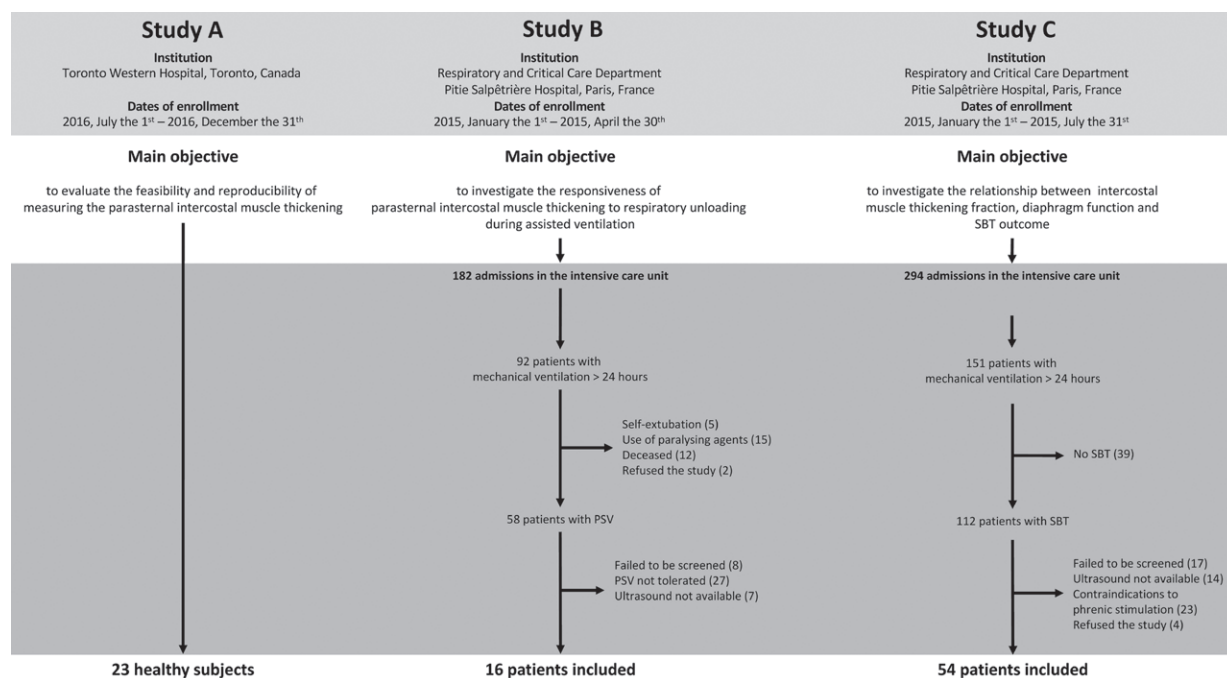 Study A
Institution
Toronto Western Hospital, Toronto, Canada
Dates of enrollment
2016, July the 1st – 2016, December the 31th
Main objective
to evaluate the feasibility and reproducibility of
measuring the parasternal intercostal muscle thickening
23 healthy subjects
Study B
Institution
Respiratory and Critical Care Department
Pitie Salpêtrière Hospital, Paris, France
Dates of enrollment
2015, January the 1st – 2015, April the 30th
Main objective
to investigate the responsiveness of
parasternal intercostal muscle thickening to respiratory unloading
during assisted ventilation
182 admissions in the intensive care unit
92 patients with
mechanical ventilation > 24 hours
Self-extubation (5)
Use of paralysing agents (15)
Deceased (12)
Refused the study (2)
58 patients with PSV
Failed to be screened (8)
PSV not tolerated (27)
Ultrasound not available (7)
16 patients included
Study C
Institution
Respiratory and Critical Care Department
Pitie Salpêtrière Hospital, Paris, France
Dates of enrollment
2015, January the 1st – 2015, July the 31st
Main objective
to investigate the relationship between intercostal
muscle thickening fraction, diaphragm function and
SBT outcome
294 admissions in the intensive care unit
151 patients with
mechanical ventilation > 24 hours
No SBT (39)
112 patients with SBT
Failed to be screened (17)
Ultrasound not available (14)
Contraindications to
phrenic stimulation (23)
Refused the study (4)
54 patients included